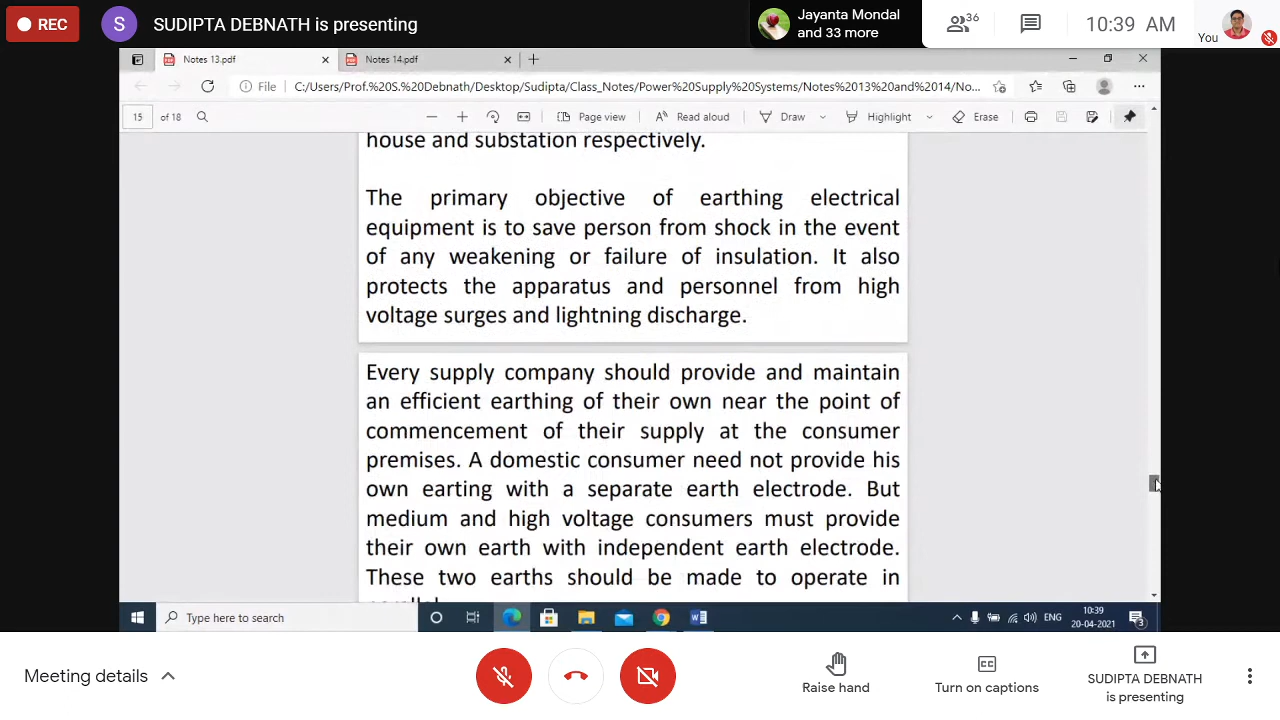 REC
S
SUDIPTA DEBNATH is presenting
Jayanta Mondal
and 33 more
36
10:39 AM
You
Notes 13.pdf
Notes 14.pdf
File
C:/Users/Prof.%20S.%20Debnath/Desktop/Sudipta/Class_Notes/Power%20Supply%20Systems/Notes%2013%20and%2014/No...
15 of 18
Page view
Read aloud
Draw
Highlight
Erase
house and substation respectively.
The primary objective of earthing electrical
equipment is to save person from shock in the event
of any weakening or failure of insulation. It also
protects the apparatus and personnel from high
voltage surges and lightning discharge.
Every supply company should provide and maintain
an efficient earthing of their own near the point of
commencement of their supply at the consumer
premises. A domestic consumer need not provide his
own earting with a separate earth electrode. But
medium and high voltage consumers must provide
their own earth with independent earth electrode.
These two earths should be made to operate in
Type here to search
ENG
10:39
20-04-2021
3
Meeting details
Raise hand
Turn on captions
SUDIPTA DEBNATH
is presenting